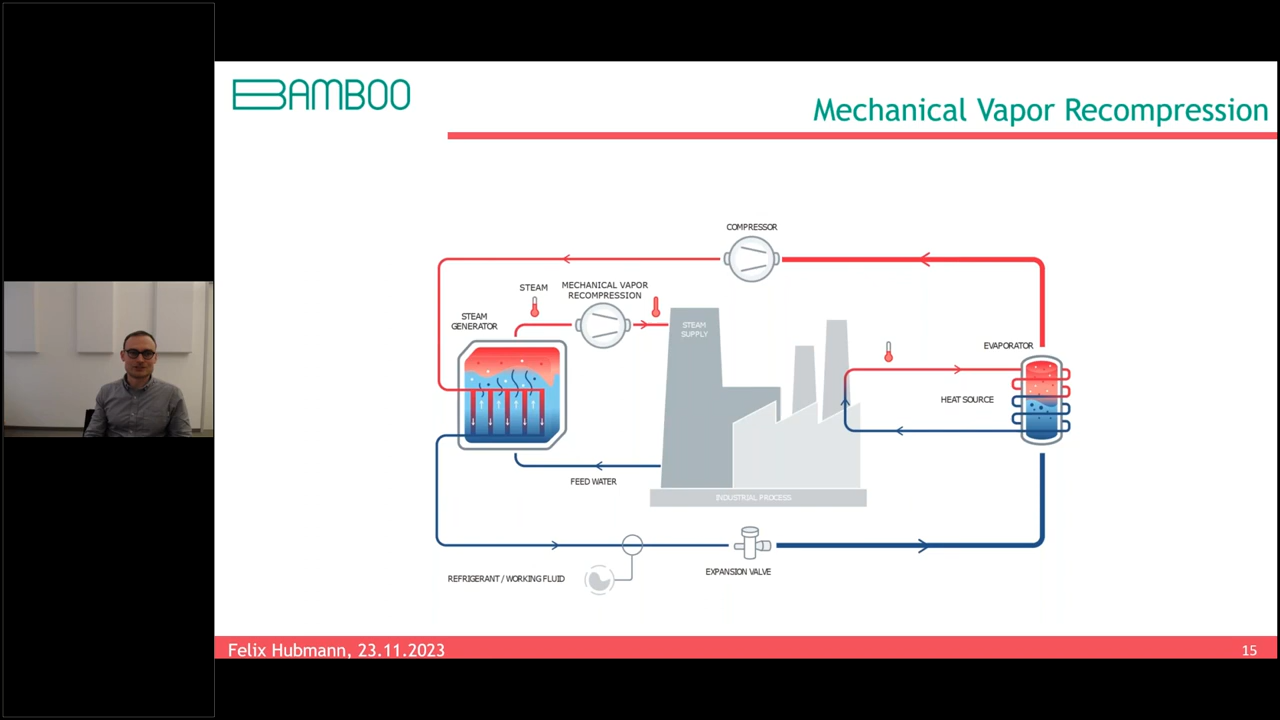 BAMBOO
Mechanical Vapor Recompression
COMPRESSOR
STEAM
MECHANICAL VAPOR
RECOMPRESSION
STEAM
GENERATOR
STEAM
SUPPLY
EVAPORATOR
HEAT SOURCE
FEED WATER
INDUSTRIAL PROCESS
EXPANSION VALVE
REFRIGERANT / WORKING FLUID
Felix Hubmann, 23.11.2023
15